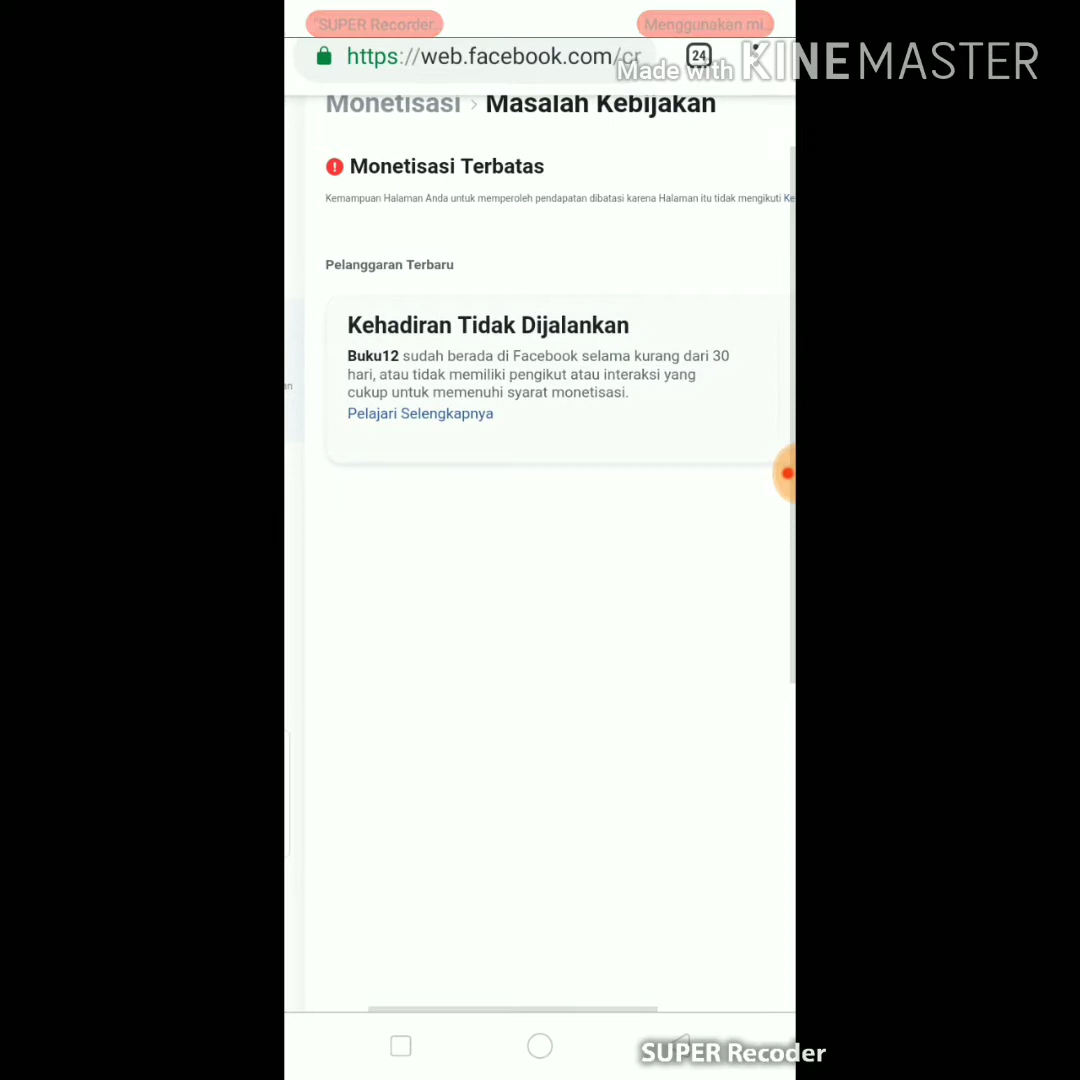 "SUPER Recorder..
Menggunakan mi...
https://web.facebook.com/cr
24
Made with KINEMASTER
Monetisasi > Masalah Kebijakan
Monetisasi Terbatas
Kemampuan Halaman Anda untuk memperoleh pendapatan dibatasi karena Halaman itu tidak mengikuti Ke
Pelanggaran Terbaru
Kehadiran Tidak Dijalankan
Buku12 sudah berada di Facebook selama kurang dari 30
hari, atau tidak memiliki pengikut atau interaksi yang
cukup untuk memenuhi syarat monetisasi.
Pelajari Selengkapnya
an
SUPER Recoder